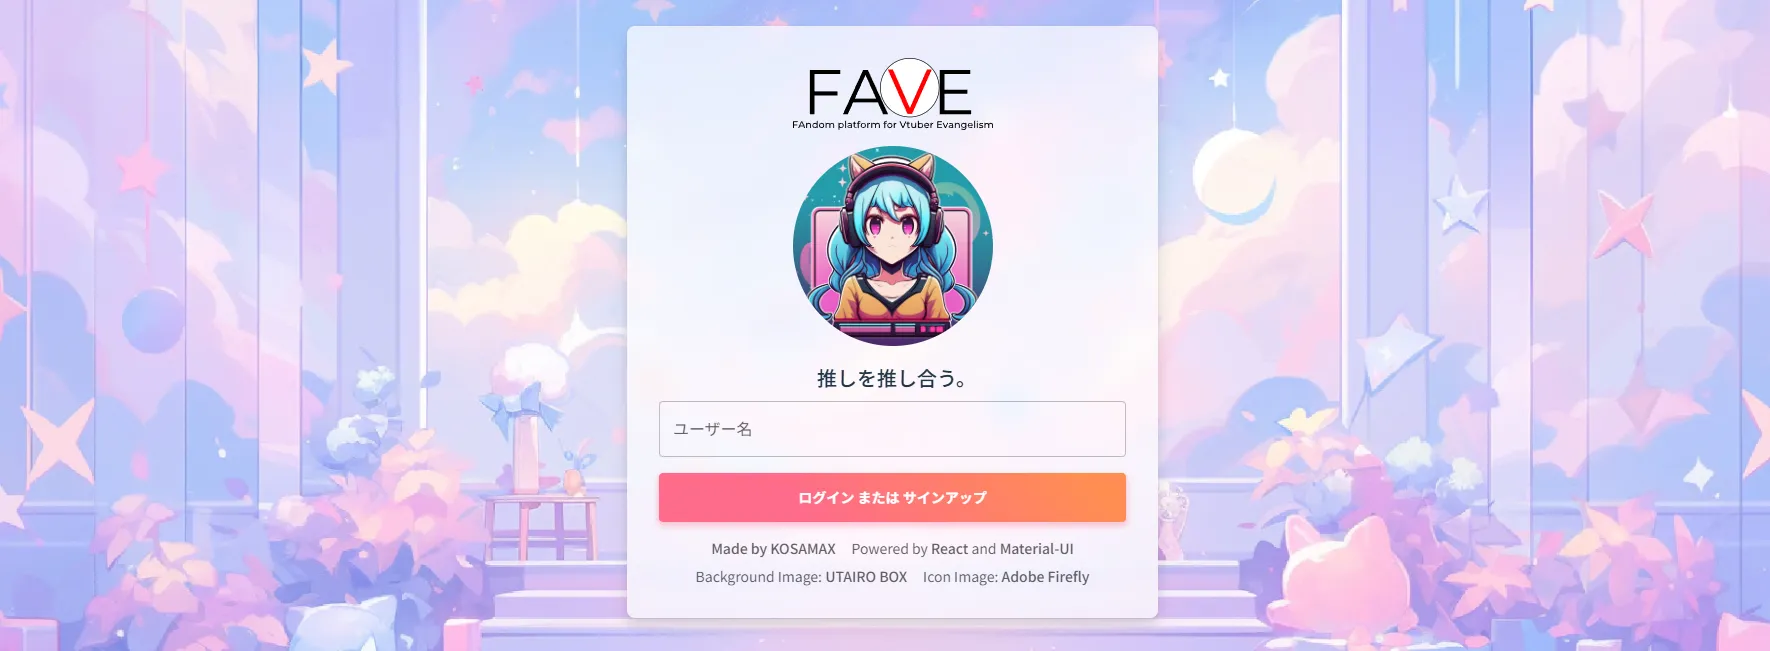 FAVE
FAndom platform for Vtuber Evangelism
推しを推し合う。
ユーザー名
ログイン または サインアップ
Made by KOSAMAX Powered by React and Material-UI
Background Image: UTAIRO BOX Icon Image: Adobe Firefly